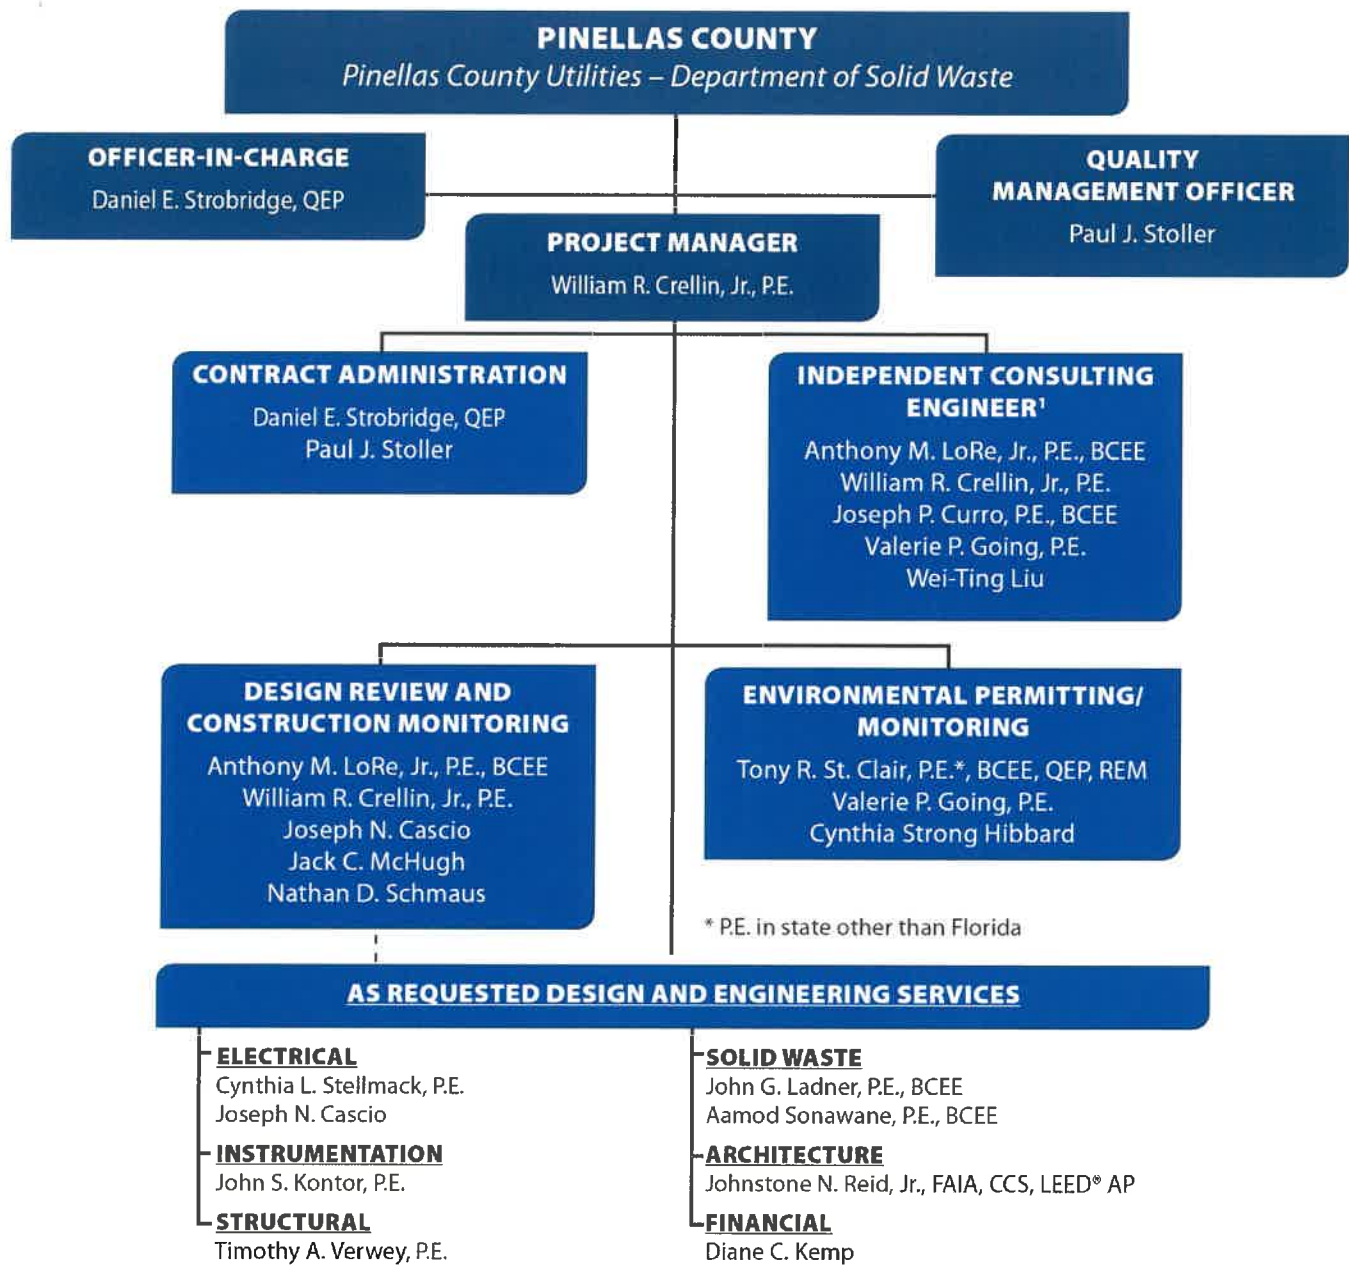 PINELLAS COUNTY
Pinellas County Utilities – Department of Solid Waste
OFFICER-IN-CHARGE
Daniel E. Strobridge, QEP
QUALITY
MANAGEMENT OFFICER
Paul J. Stoller
PROJECT MANAGER
William R. Crellin, Jr., P.E.
CONTRACT ADMINISTRATION
Daniel E. Strobridge, QEP
Paul J. Stoller
INDEPENDENT CONSULTING
ENGINEER¹
Anthony M. LoRe, Jr., P.E., BCEE
William R. Crellin, Jr., P.E.
Joseph P. Curro, P.E., BCEE
Valerie P. Going, P.E.
Wei-Ting Liu
DESIGN REVIEW AND
CONSTRUCTION MONITORING
Anthony M. LoRe, Jr., P.E., BCEE
William R. Crellin, Jr., P.E.
Joseph N. Cascio
Jack C. McHugh
Nathan D. Schmaus
ENVIRONMENTAL PERMITTING/
MONITORING
Tony R. St. Clair, P.E.*, BCEE, QEP, REM
Valerie P. Going, P.E.
Cynthia Strong Hibbard
* P.E. in state other than Florida
AS REQUESTED DESIGN AND ENGINEERING SERVICES
ELECTRICAL
Cynthia L. Stellmack, P.E.
Joseph N. Cascio
INSTRUMENTATION
John S. Kontor, P.E.
STRUCTURAL
Timothy A. Verwey, P.E.
SOLID WASTE
John G. Ladner, P.E., BCEE
Aamod Sonawane, P.E., BCEE
ARCHITECTURE
Johnstone N. Reid, Jr., FAIA, CCS, LEED® AP
FINANCIAL
Diane C. Kemp